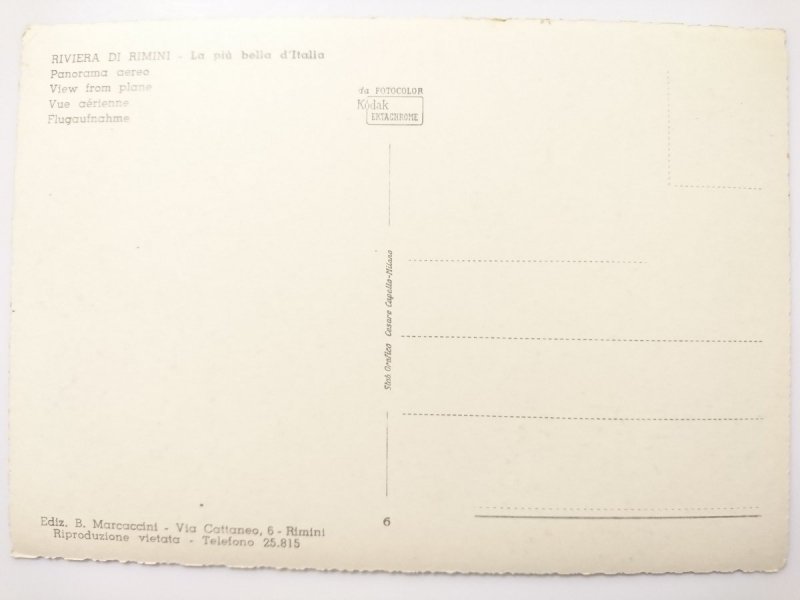 RIVIERA DI RIMINI - La più bella d'Italia
Panorama aereo
View from plane
Vue aérienne
Flugaufnahme
da FOTOCOLOR
Kodak
EKTACHROME
Stab Grafico Cesare Capello-Milano
Ediz. B. Marcaccini - Via Cattaneo, 6 - Rimini
Riproduzione vietata - Telefono 25.815
6